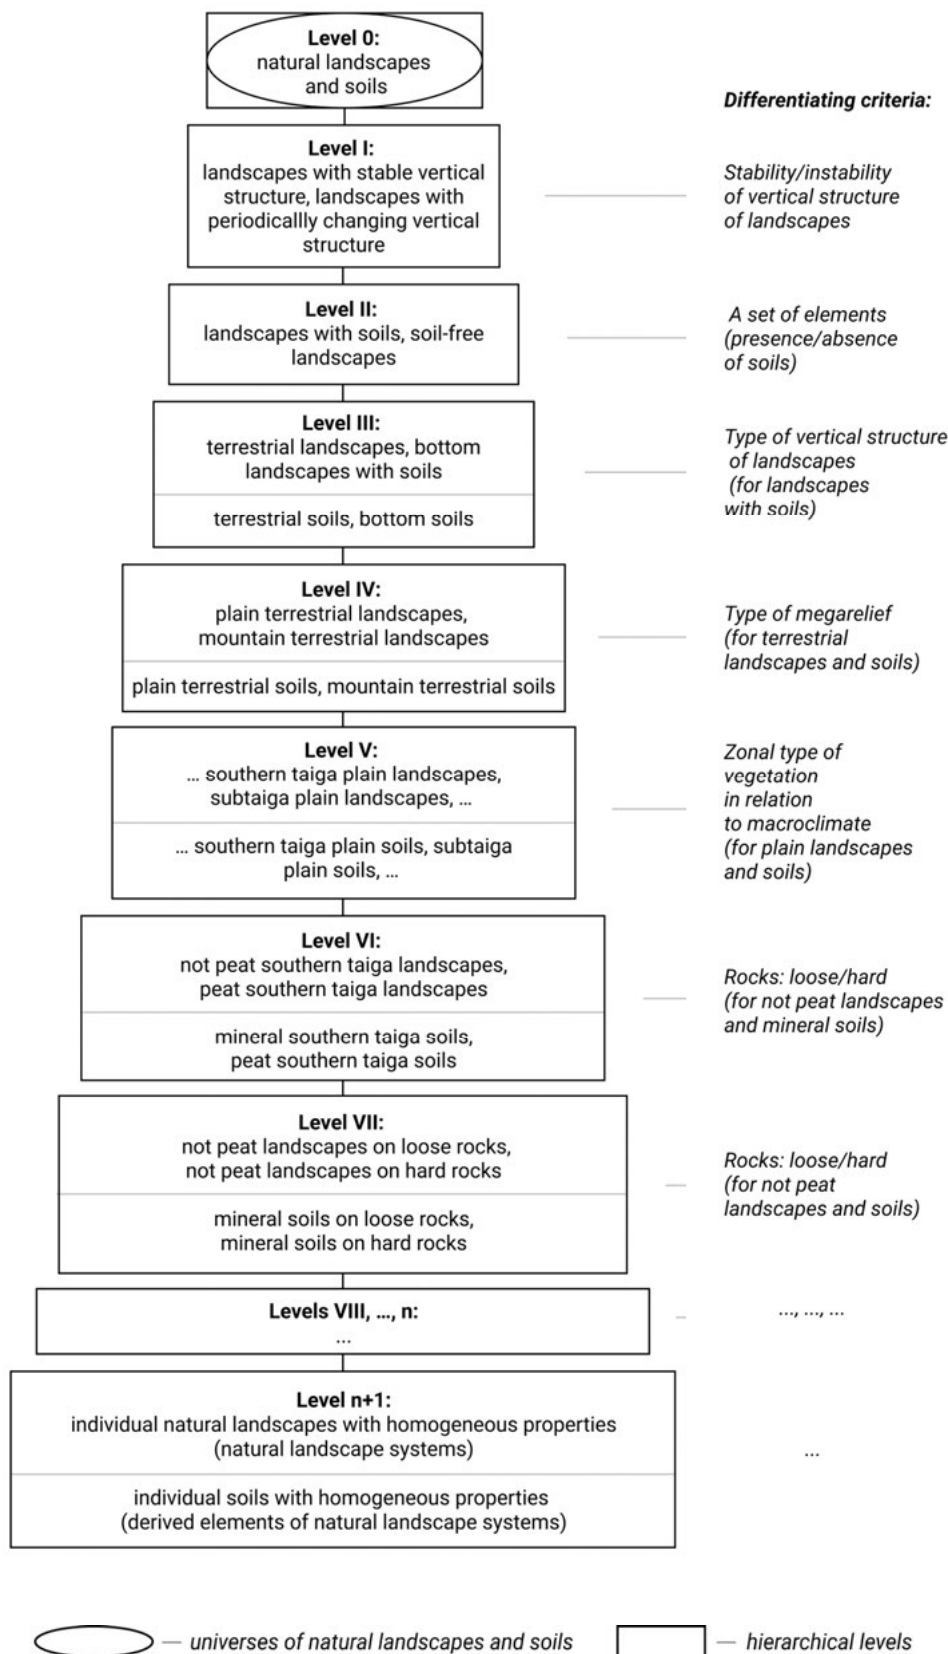 Level 0:
natural landscapes
and soils
Differentiating criteria:
Level I:
landscapes with stable vertical
structure, landscapes with
periodicallly changing vertical
structure
Stability/instability
of vertical structure
of landscapes
Level II:
landscapes with soils, soil-free
landscapes
A set of elements
(presence/absence
of soils)
Level III:
terrestrial landscapes, bottom
landscapes with soils
terrestrial soils, bottom soils
Type of vertical structure
of landscapes
(for landscapes
with soils)
Level IV:
plain terrestrial landscapes,
mountain terrestrial landscapes
plain terrestrial soils, mountain terrestrial soils
Type of megarelief
(for terrestrial
landscapes and soils)
Level V:
... southern taiga plain landscapes,
subtaiga plain landscapes, ...
... southern taiga plain soils, subtaiga
plain soils, ...
Zonal type of
vegetation
in relation
to macroclimate
(for plain landscapes
and soils)
Level VI:
not peat southern taiga landscapes,
peat southern taiga landscapes
mineral southern taiga soils,
peat southern taiga soils
Rocks: loose/hard
(for not peat landscapes
and mineral soils)
Level VII:
not peat landscapes on loose rocks,
not peat landscapes on hard rocks
mineral soils on loose rocks,
mineral soils on hard rocks
Rocks: loose/hard
(for not peat
landscapes and soils)
Levels VIII, ..., n:
...
..., ..., ...
Level n+1:
individual natural landscapes with homogeneous properties
(natural landscape systems)
individual soils with homogeneous properties
(derived elements of natural landscape systems)
...
— universes of natural landscapes and soils
— hierarchical levels